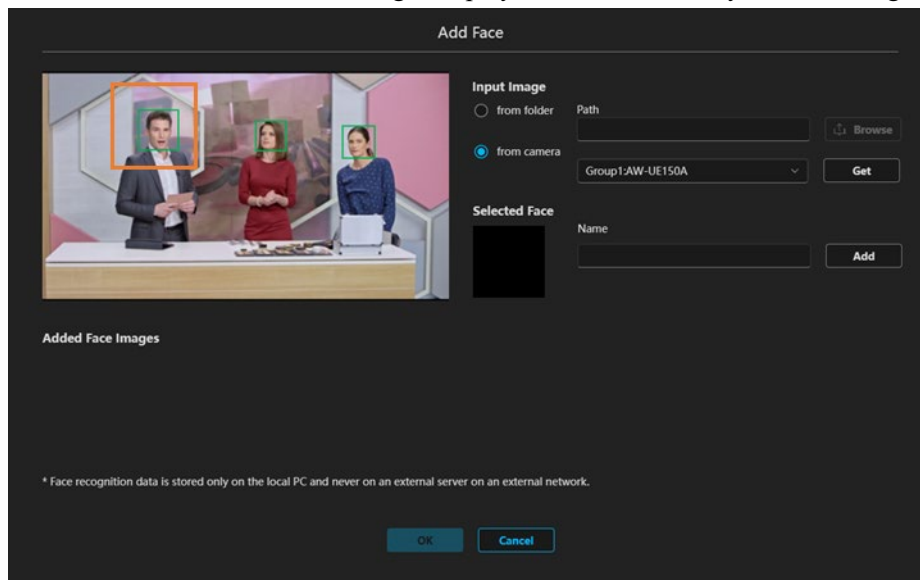 Add Face
Input Image
from folder
Path
Browse
from camera
Group1:AW-UE150A
Get
Selected Face
Name
Add
Added Face Images
* Face recognition data is stored only on the local PC and never on an external server on an external network.
OK
Cancel